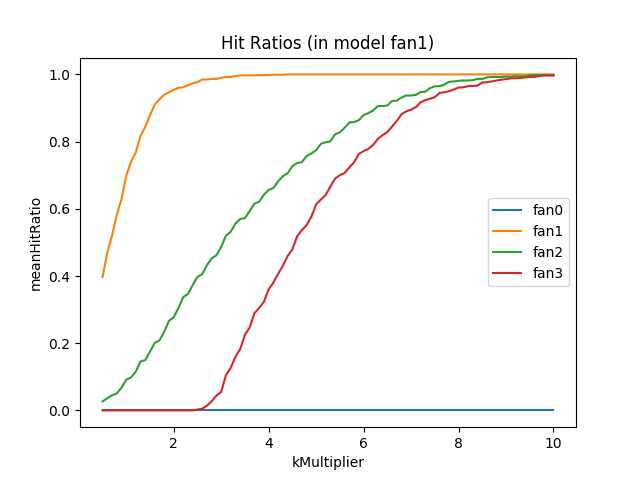 Hit Ratios (in model fan1)
1.0
0.8
0.6
0.4
0.2
0.0
meanHitRatio
fan0
fan1
fan2
fan3
2 4 6 8 10
kMultiplier